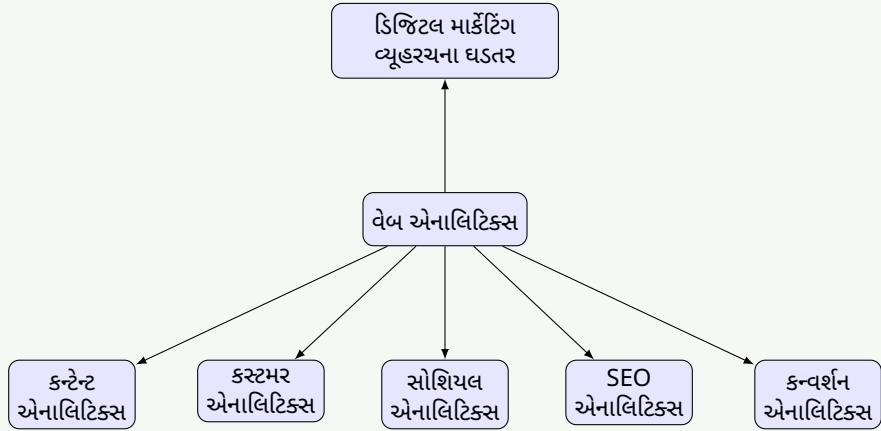 ડિજિટલ માર્કેટિંગ
વ્યૂહરચના ઘડતર
વેબ એનાલિટિક્સ
કન્ટેન્ટ
એનાલિટિક્સ
કસ્ટમર
એનાલિટિક્સ
સોશિયલ
એનાલિટિક્સ
SEO
એનાલિટિક્સ
કન્વર્શન
એનાલિટિક્સ